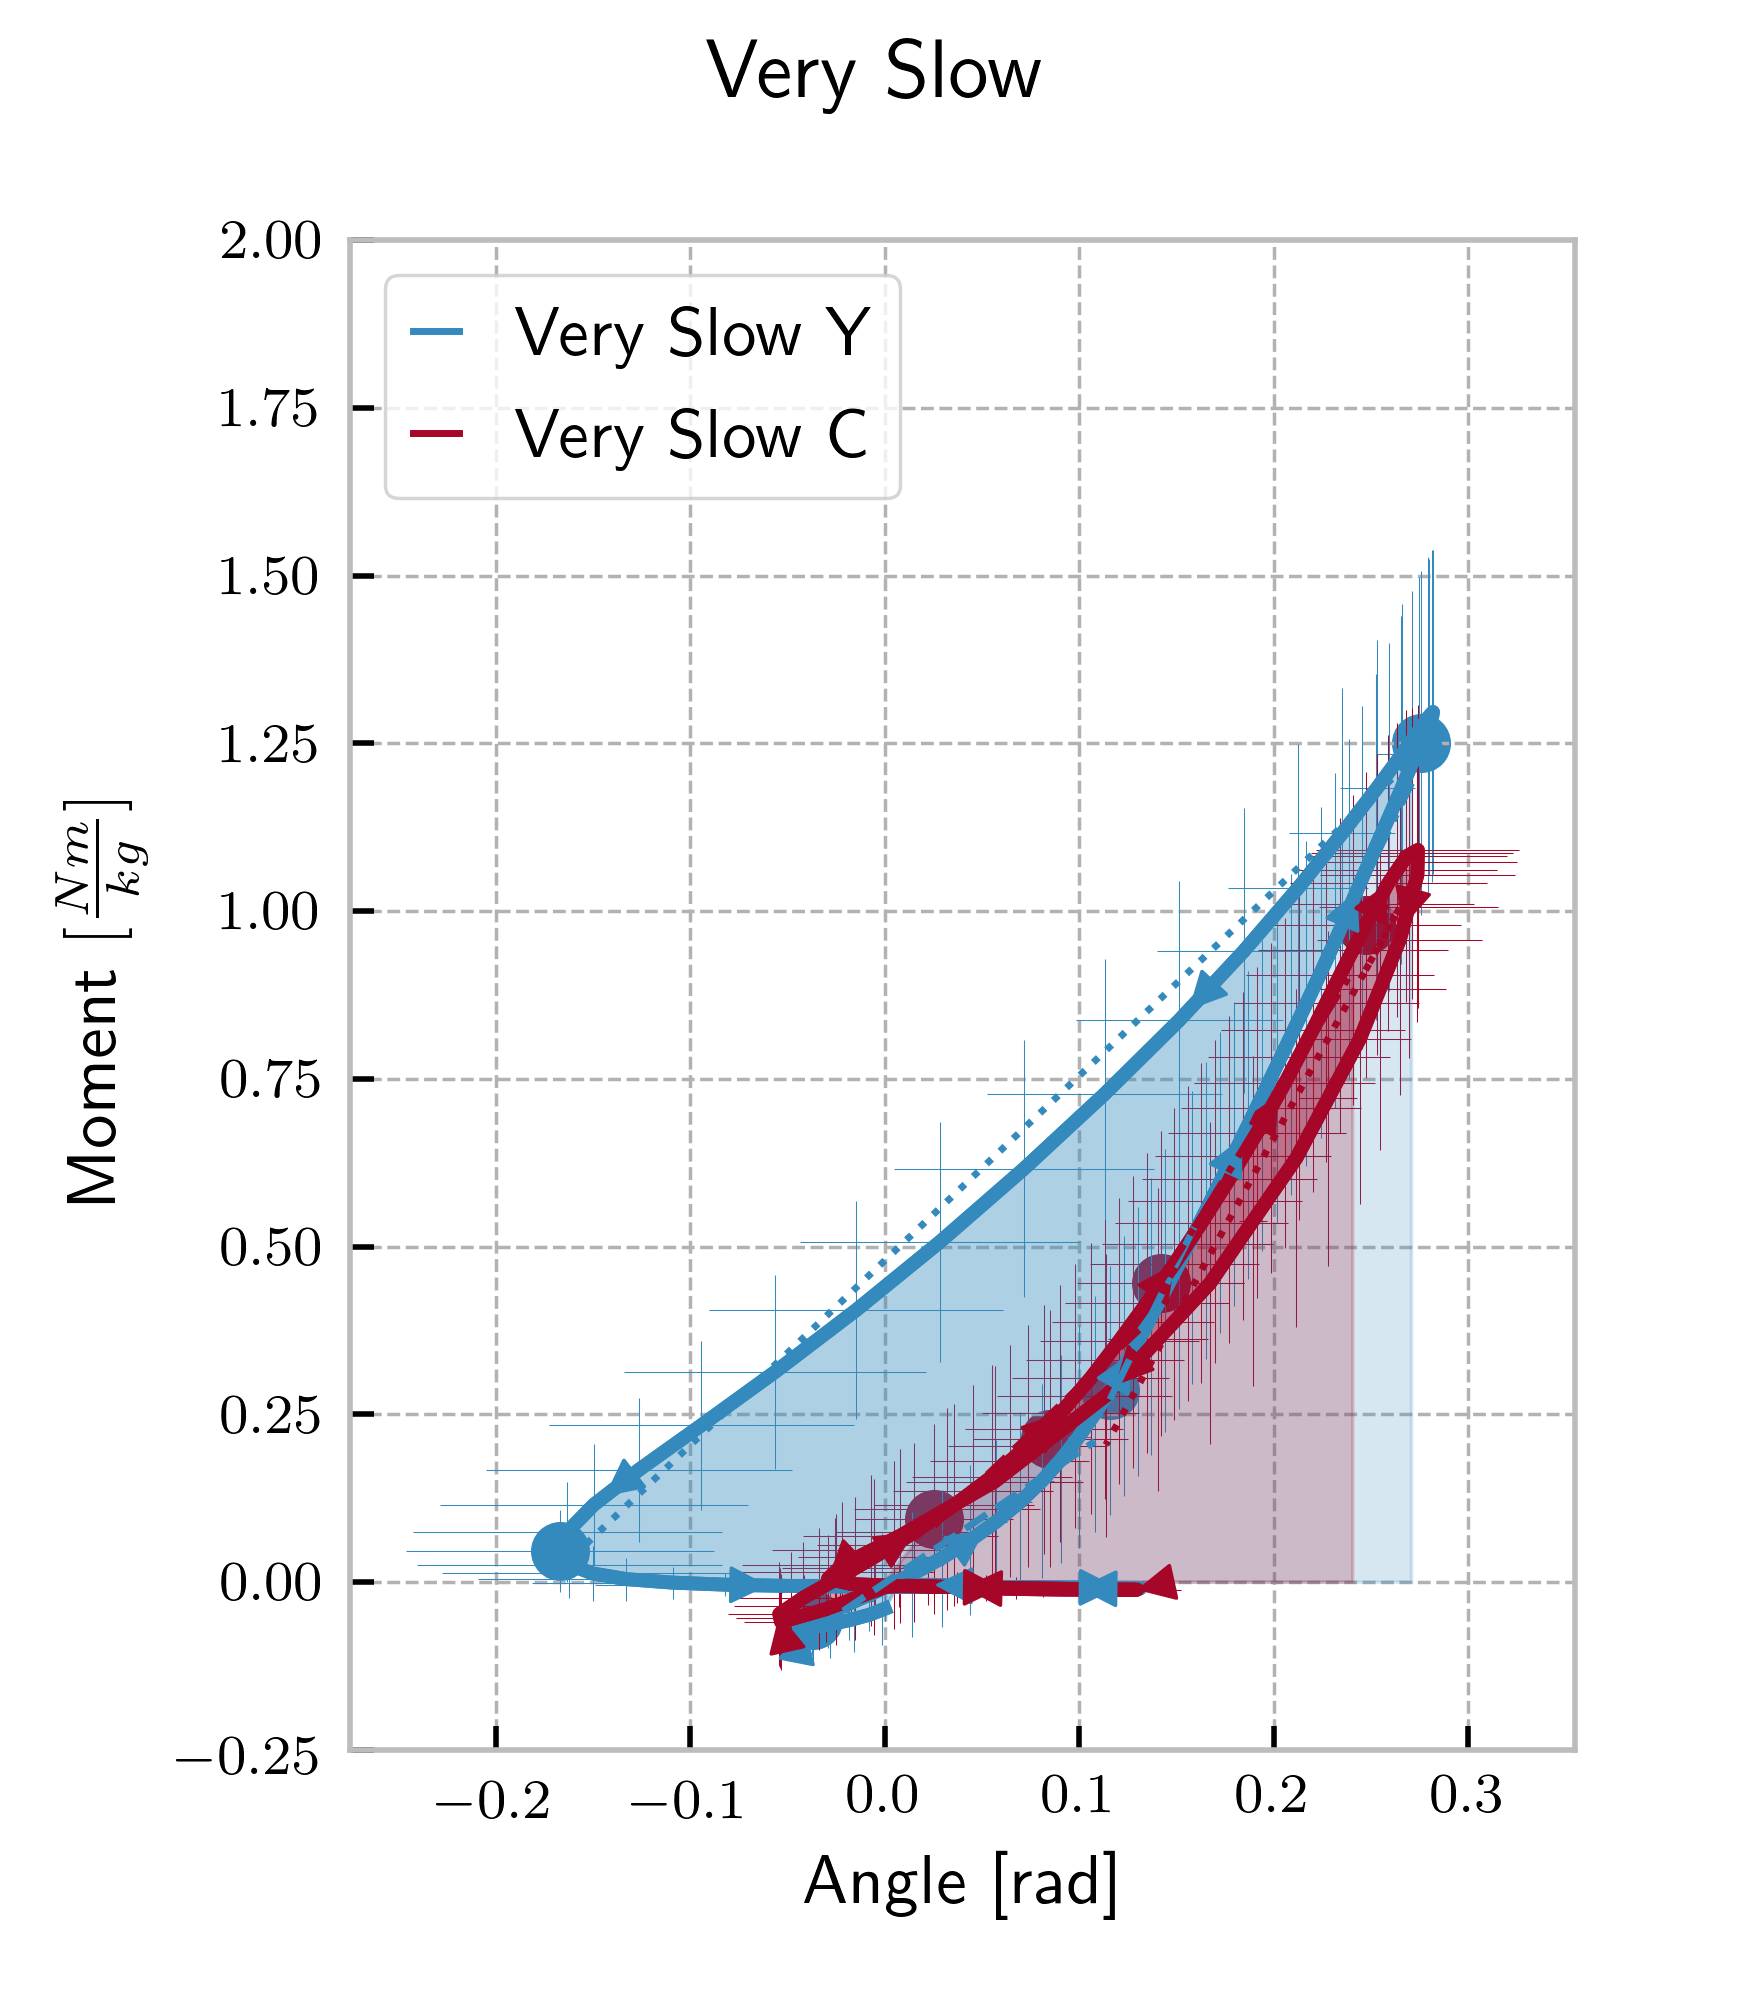 Very Slow
2.00
Very Slow Y
1.75
Very Slow C
1.50
1.25
1.00
0.75
0.50
0.25
0.00
−0.25
Moment [Nm/kg]
−0.2 −0.1 0.0 0.1 0.2 0.3
Angle [rad]